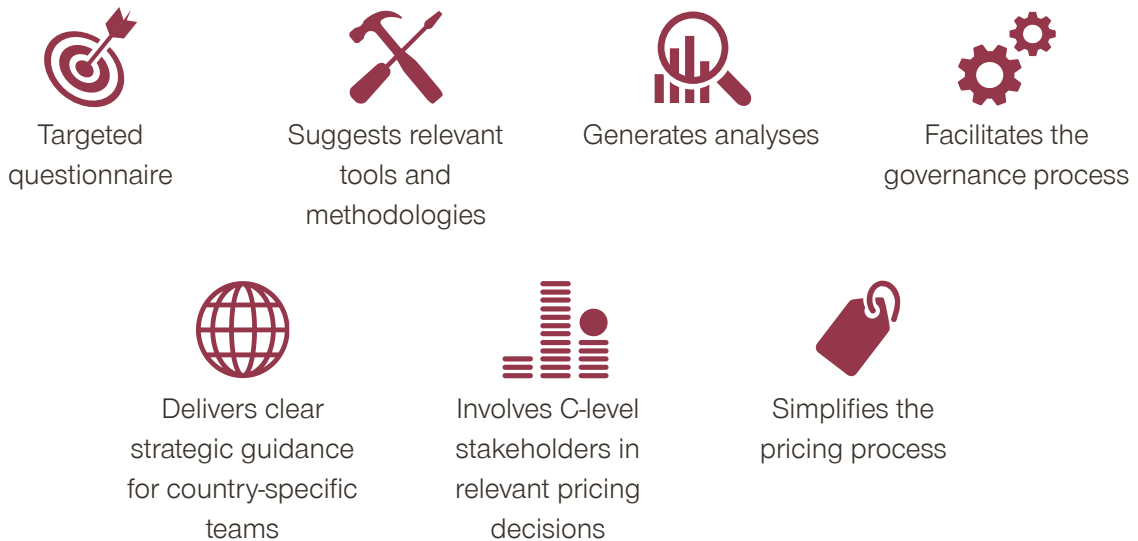 Targeted
questionnaire
Suggests relevant
tools and
methodologies
Generates analyses
Facilitates the
governance process
Delivers clear
strategic guidance
for country-specific
teams
Involves C-level
stakeholders in
relevant pricing
decisions
Simplifies the
pricing process